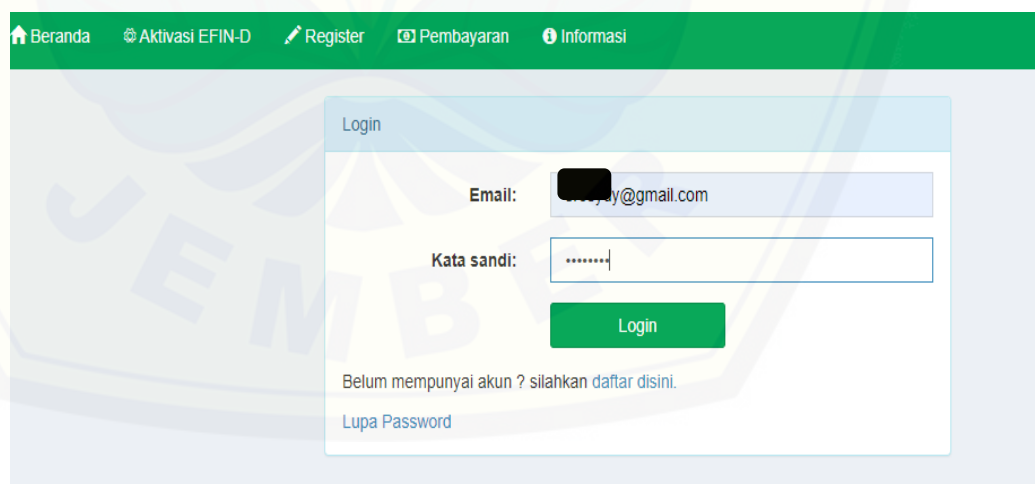 Beranda Aktivasi EFIN-D Register Pembayaran Informasi
Login
Email: @gmail.com
Kata sandi: ••••••••
Login
Belum mempunyai akun ? silahkan daftar disini.
Lupa Password
JEMBER